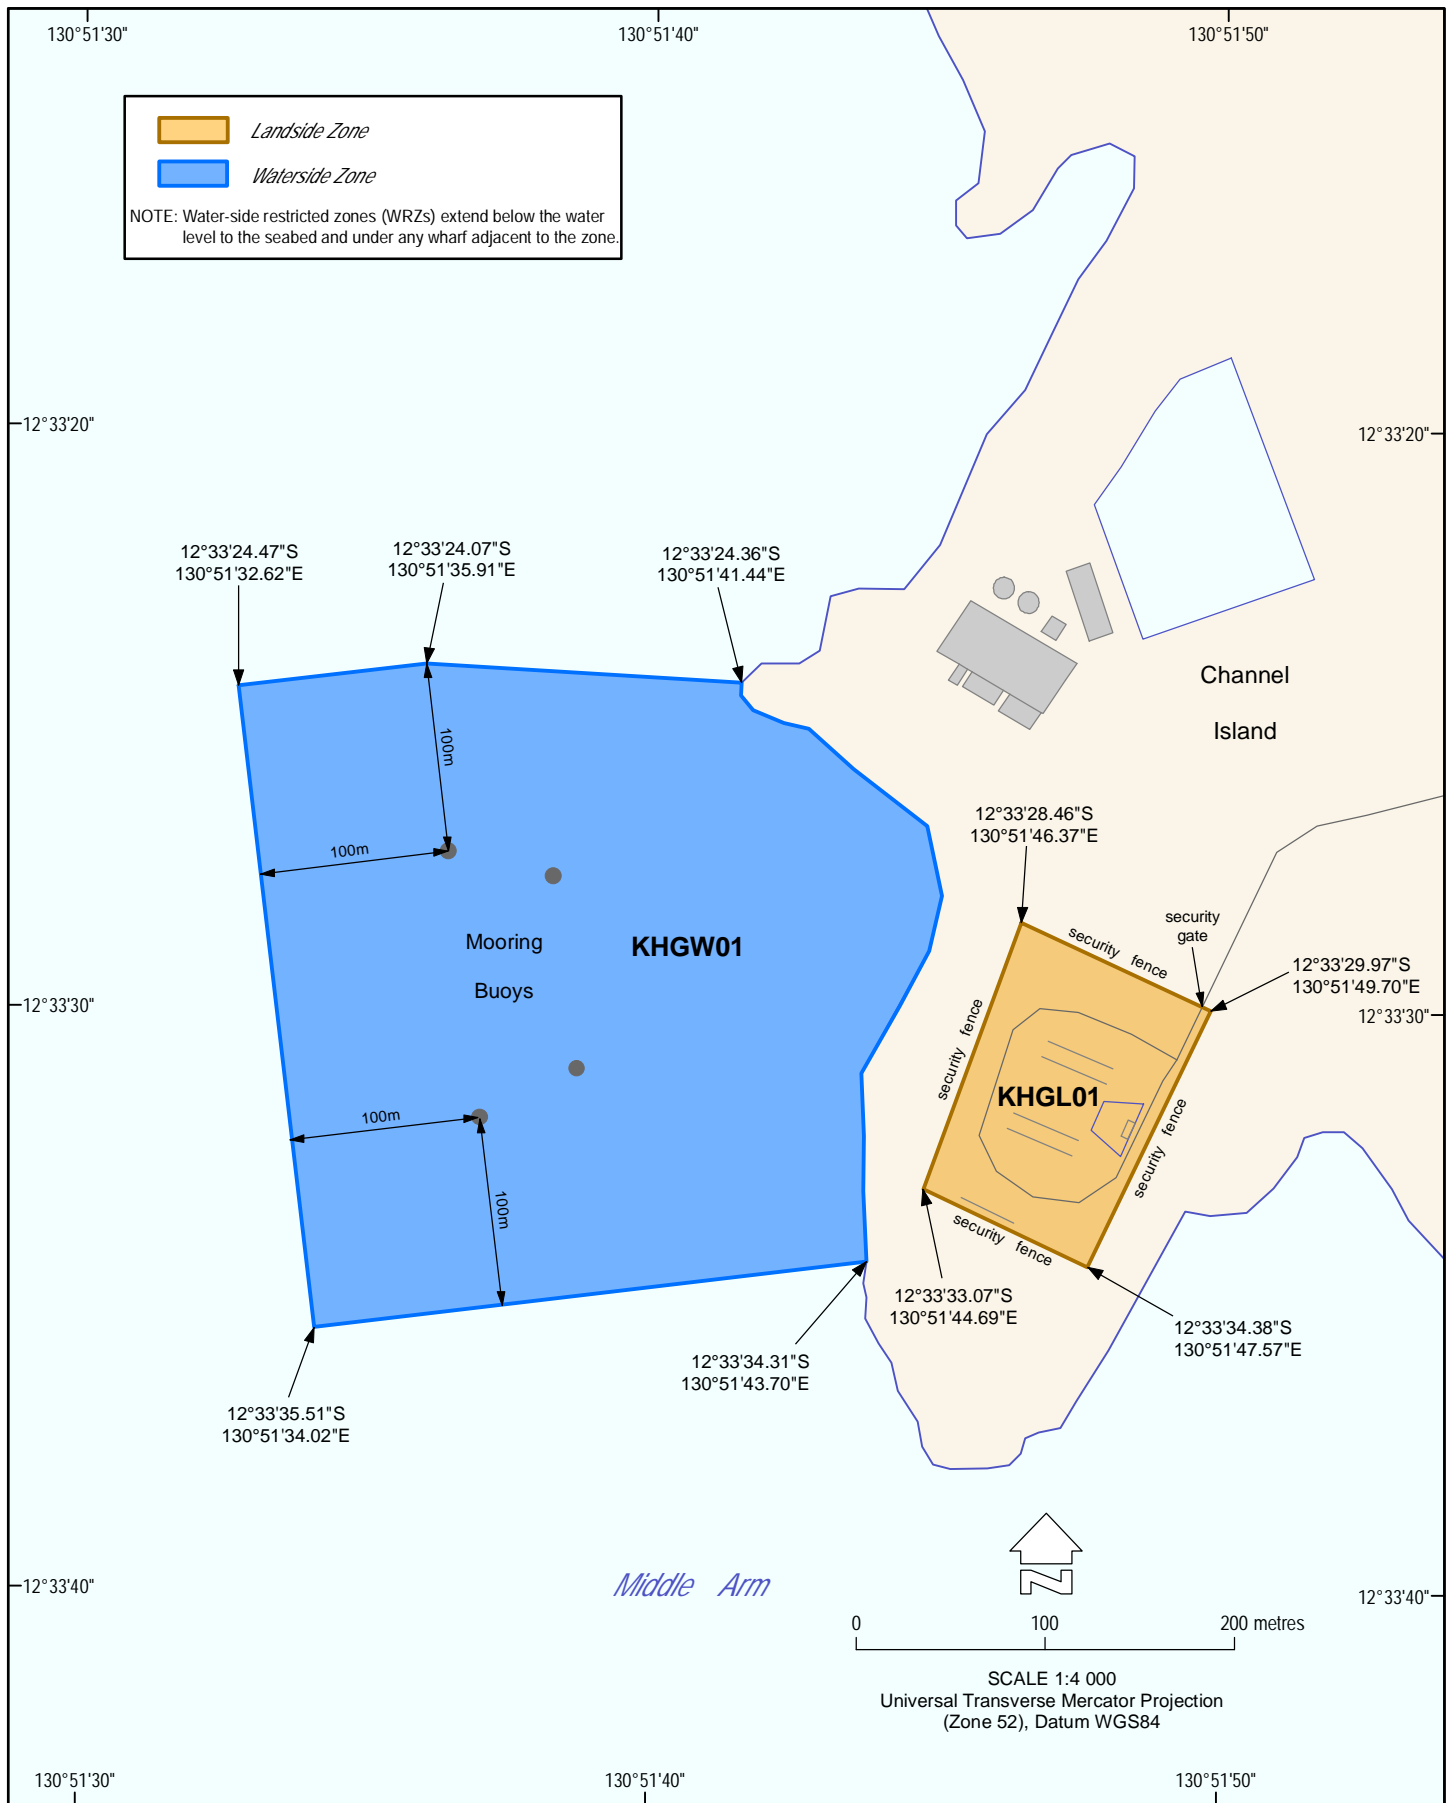 130°51'30"
130°51'40"
130°51'50"
Landside Zone
Waterside Zone
NOTE: Water-side restricted zones (WRZs) extend below the water
level to the seabed and under any wharf adjacent to the zone.
12°33'20"
12°33'20"
12°33'24.47"S
130°51'32.62"E
12°33'24.07"S
130°51'35.91"E
12°33'24.36"S
130°51'41.44"E
Channel
Island
100m
100m
12°33'28.46"S
130°51'46.37"E
Mooring
Buoys
KHGW01
security fence
security
gate
12°33'29.97"S
130°51'49.70"E
12°33'30"
12°33'30"
security fence
KHGL01
security fence
100m
100m
security fence
12°33'33.07"S
130°51'44.69"E
12°33'34.38"S
130°51'47.57"E
12°33'34.31"S
130°51'43.70"E
12°33'35.51"S
130°51'34.02"E
N
12°33'40"
Middle Arm
12°33'40"
0 100 200 metres
SCALE 1:4 000
Universal Transverse Mercator Projection
(Zone 52), Datum WGS84
130°51'30"
130°51'40"
130°51'50"